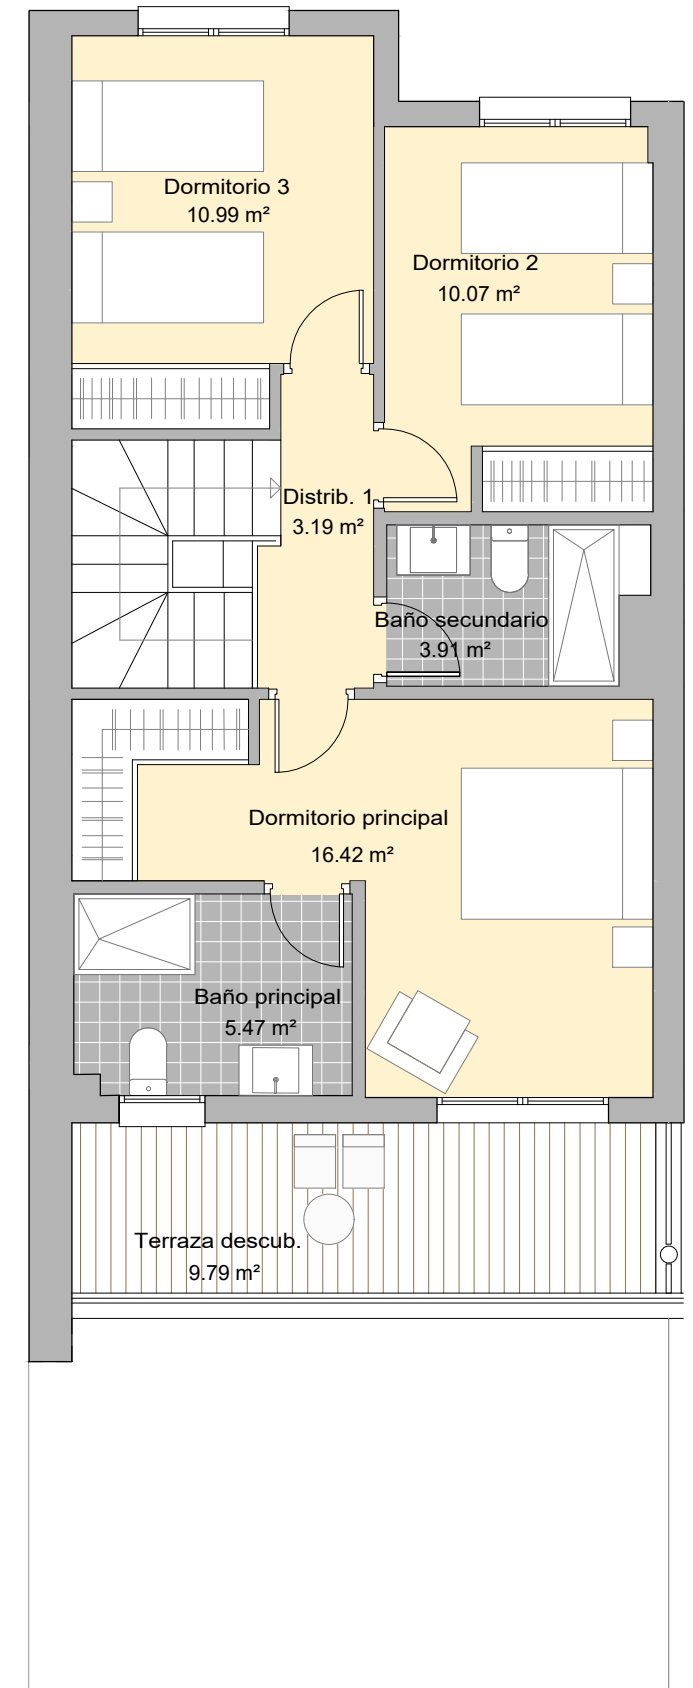 Dormitorio 3
10.99 m²
Dormitorio 2
10.07 m²
Distrib. 1
3.19 m²
Baño secundario
3.91 m²
Dormitorio principal
16.42 m²
Baño principal
5.47 m²
Terraza descub.
9.79 m²